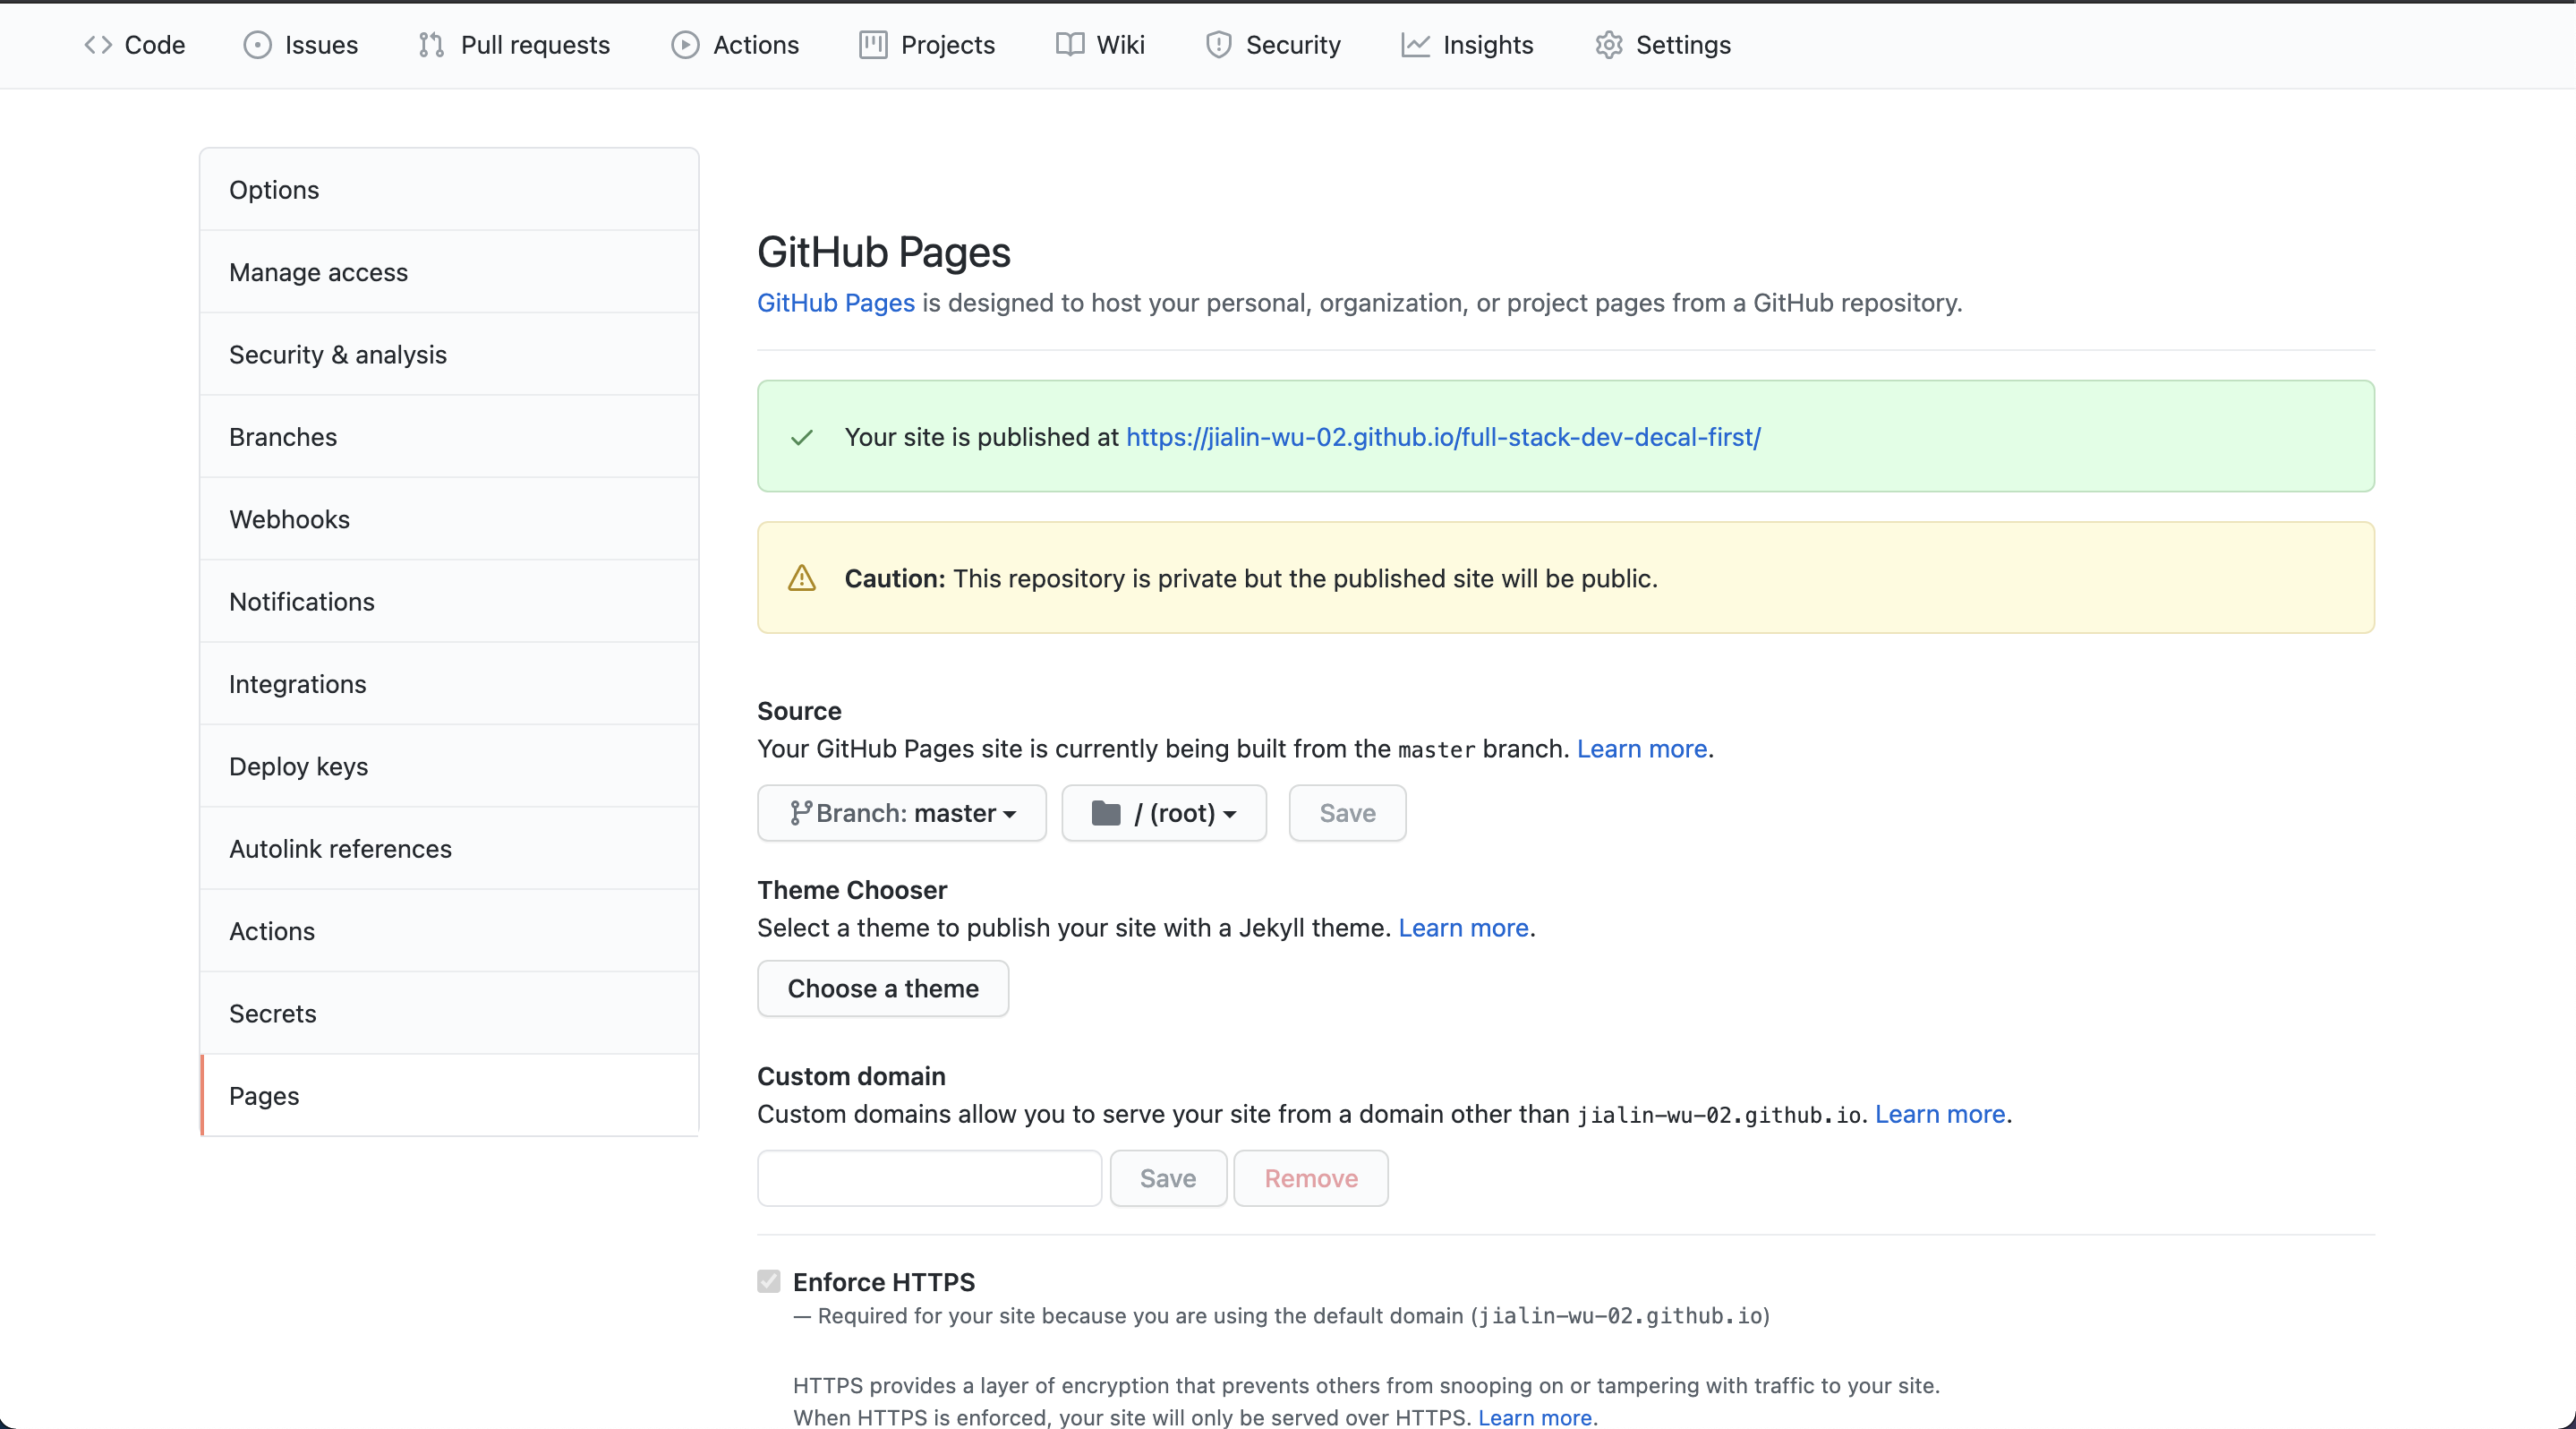 Code Issues Pull requests Actions Projects Wiki Security Insights Settings
Options
Manage access
Security & analysis
Branches
Webhooks
Notifications
Integrations
Deploy keys
Autolink references
Actions
Secrets
Pages
GitHub Pages
GitHub Pages is designed to host your personal, organization, or project pages from a GitHub repository.
Your site is published at https://jialin-wu-02.github.io/full-stack-dev-decal-first/
Caution: This repository is private but the published site will be public.
Source
Your GitHub Pages site is currently being built from the master branch. Learn more.
Branch: master / (root) Save
Theme Chooser
Select a theme to publish your site with a Jekyll theme. Learn more.
Choose a theme
Custom domain
Custom domains allow you to serve your site from a domain other than jialin-wu-02.github.io. Learn more.
Save Remove
Enforce HTTPS
— Required for your site because you are using the default domain (jialin-wu-02.github.io)
HTTPS provides a layer of encryption that prevents others from snooping on or tampering with traffic to your site.
When HTTPS is enforced, your site will only be served over HTTPS. Learn more.